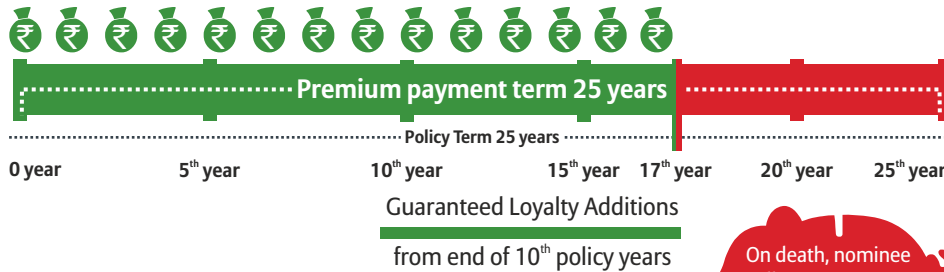 ₹ ₹ ₹ ₹ ₹ ₹ ₹ ₹ ₹ ₹ ₹ ₹ ₹ ₹
Premium payment term 25 years
Policy Term 25 years
0 year 5th year 10th year 15th year 17th year 20th year 25th year
Guaranteed Loyalty Additions
from end of 10th policy years
On death, nominee